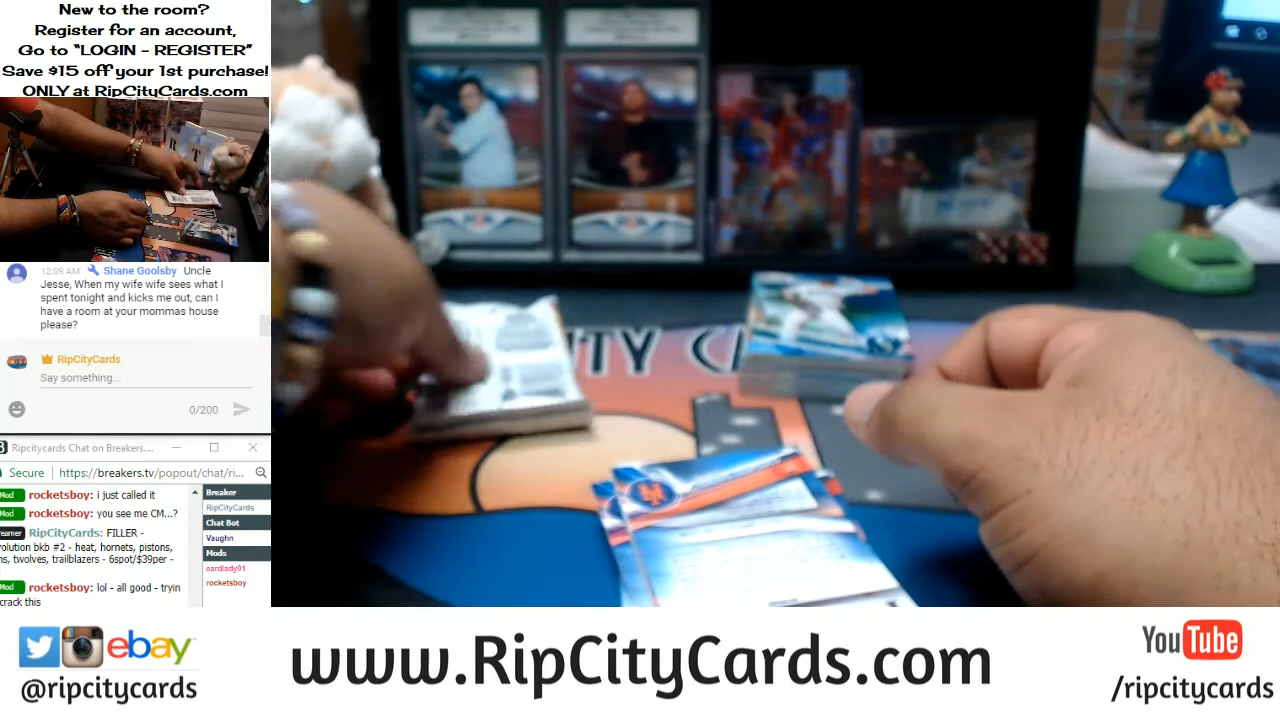 New to the room?
Register for an account,
Go to “LOGIN - REGISTER”
Save $15 off your 1st purchase!
ONLY at RipCityCards.com
12:09 AM Shane Goolsby Uncle
Jesse, When my wife wife sees what I
spent tonight and kicks me out, can I
have a room at your mommas house
please?
RipCityCards
Say something...
0/200
Ripcitycards Chat on Breakers....
Secure https://breakers.tv/popout/chat/ri...
Mod rocketsboy: i just called it
Mod rocketsboy: you see me CM...?
eamer RipCityCards: FILLER -
volution bkb #2 - heat, hornets, pistons,
ns, twolves, trailblazers - 6spot/$39per -
Mod rocketsboy: lol - all good - tryin
crack this
Breaker
RipCityCards
Chat Bot
Vaughn
Mods
cardlady01
rocketsboy
R T
ITY CA
ebay
@ripcitycards
www.RipCityCards.com
YouTube
/ripcitycards